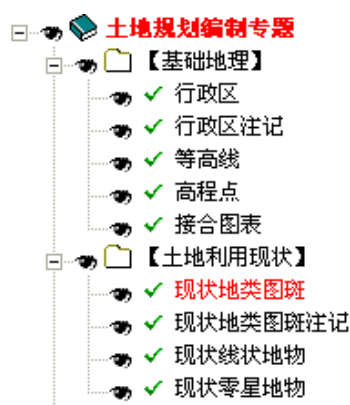 土地规划编制专题
【基础地理】
行政区
行政区注记
等高线
高程点
接合图表
【土地利用现状】
现状地类图斑
现状地类图斑注记
现状线状地物
现状零星地物